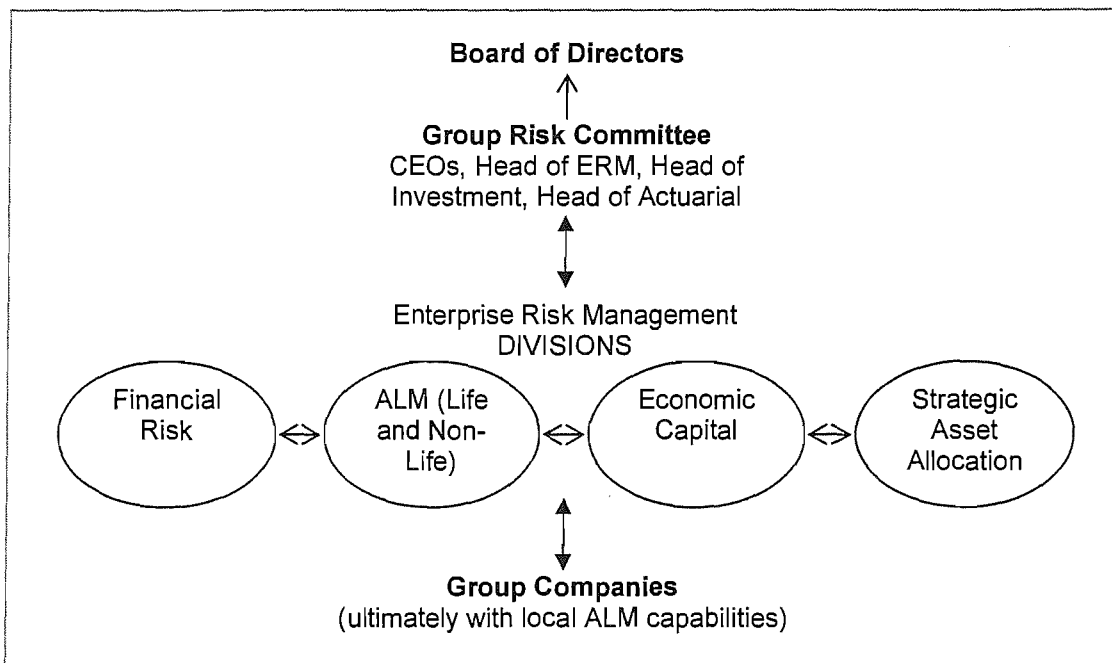 Board of Directors
Group Risk Committee
CEOs, Head of ERM, Head of
Investment, Head of Actuarial
Enterprise Risk Management
DIVISIONS
Financial
Risk
ALM (Life
and Non-
Life)
Economic
Capital
Strategic
Asset
Allocation
Group Companies
(ultimately with local ALM capabilities)